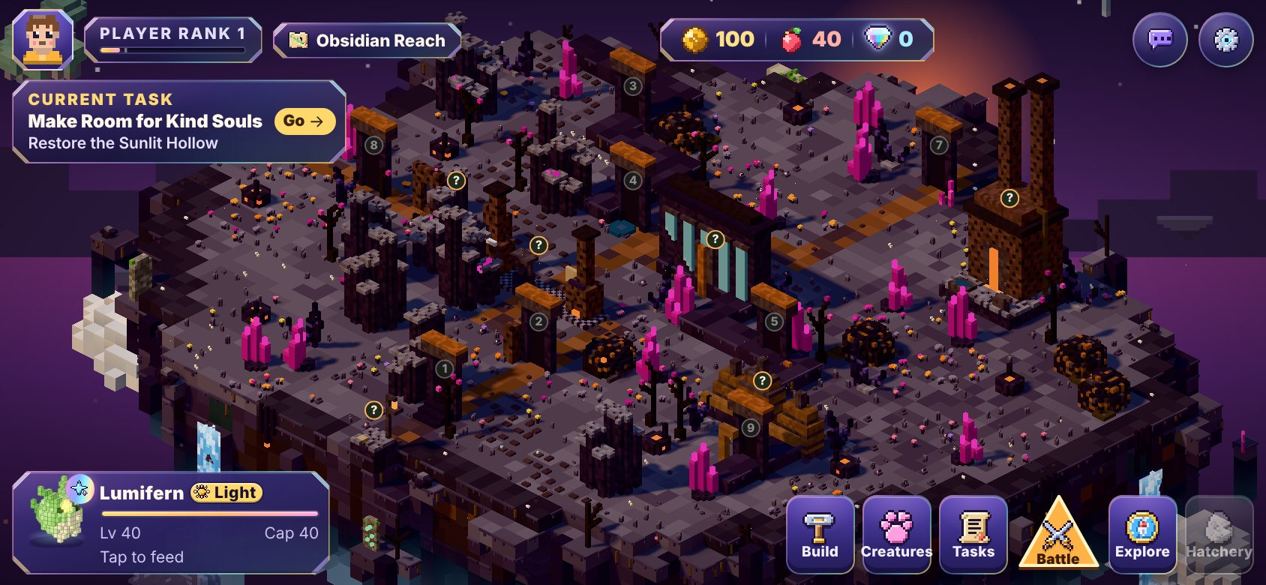 PLAYER RANK 1
Obsidian Reach
100
40
0
CURRENT TASK
Make Room for Kind Souls
Go →
Restore the Sunlit Hollow
3
8
7
4
?
?
?
?
2
5
1
?
?
9
Lumifern
Light
Lv 40
Cap 40
Tap to feed
Build
Creatures
Tasks
Battle
Explore
Hatchery